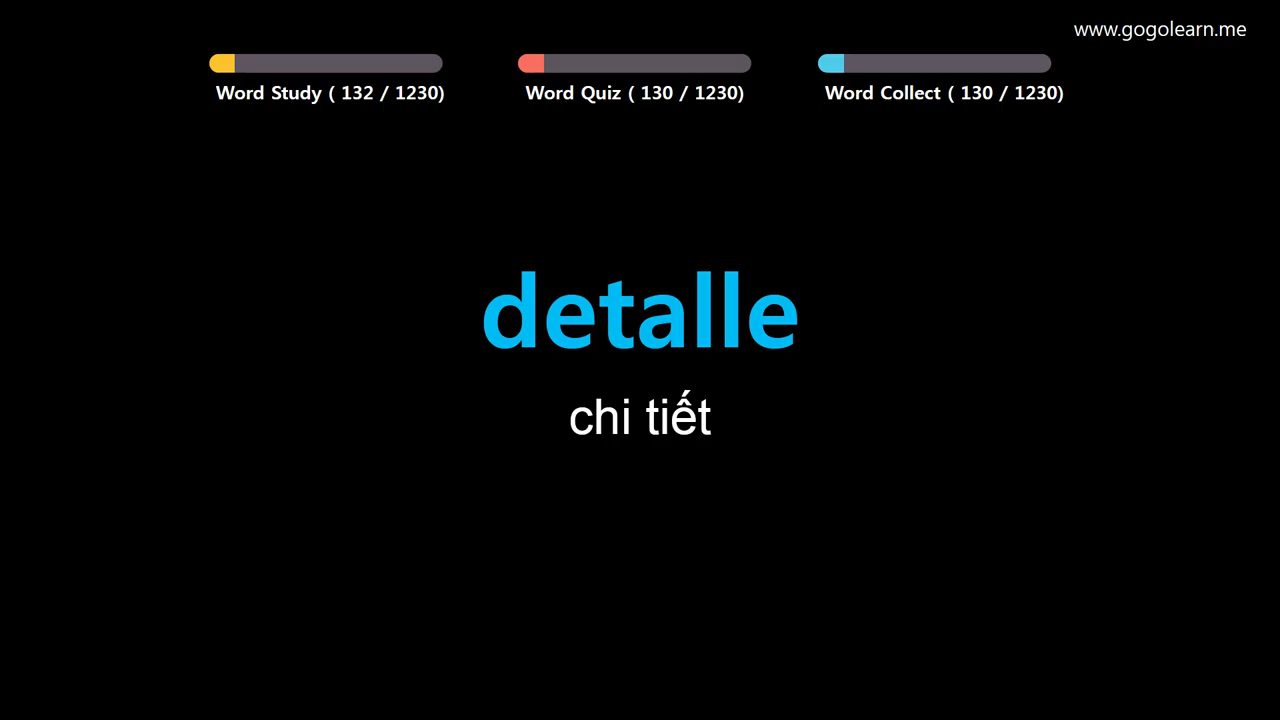 www.gogolearn.me
Word Study ( 132 / 1230)
Word Quiz ( 130 / 1230)
Word Collect ( 130 / 1230)
detalle
chi tiết